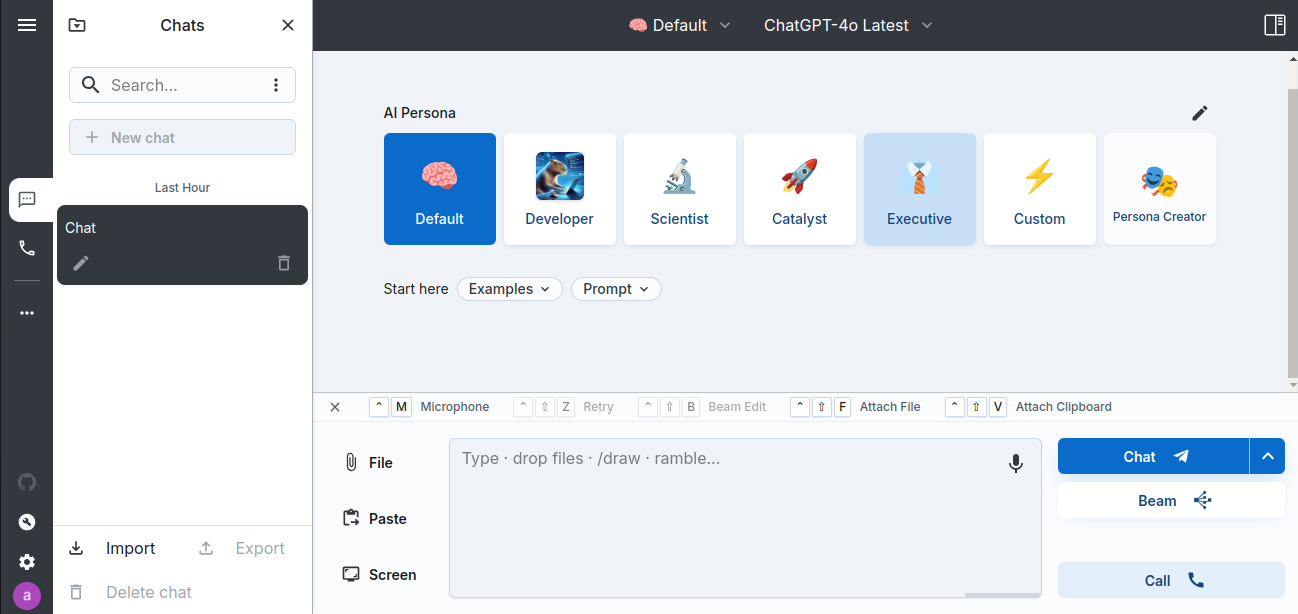 Chats
Default
ChatGPT-4o Latest
Search...
New chat
Last Hour
Chat
Import
Export
Delete chat
a
AI Persona
Default
Developer
Scientist
Catalyst
Executive
Custom
Persona Creator
Start here
Examples
Prompt
^ M Microphone
^ ⇧ Z Retry
^ ⇧ B Beam Edit
^ ⇧ F Attach File
^ ⇧ V Attach Clipboard
File
Paste
Screen
Type · drop files · /draw · ramble...
Chat
Beam
Call